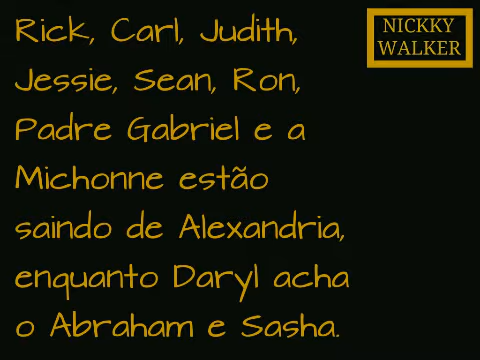 Rick, Carl, Judith,
Jessie, Sean, Ron,
Padre Gabriel e a
Michonne estão
saindo de Alexandria,
enquanto Daryl acha
o Abraham e Sasha.
NICKKY
WALKER